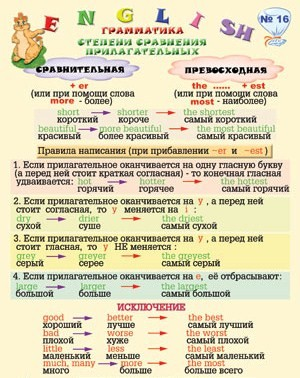 ENGLISH
№ 16
ГРАММАТИКА
СТЕПЕНИ СРАВНЕНИЯ
ПРИЛАГАТЕЛЬНЫХ
СРАВНИТЕЛЬНАЯ ПРЕВОСХОДНАЯ
+ er the ...... + est
(или при помощи слова (или при помощи слова
more - более) most - наиболее)
short shorter the shortest
короткий короче самый короткий
beautiful more beautiful the most beautiful
красивый более красивый самый красивый
Правила написания (при прибавлении -er и -est)
1. Если прилагательное оканчивается на одну гласную букву
(а перед ней стоит краткая согласная) - то конечная гласная
удваивается: hot hotter the hottest
горячий горячее самый горячий
2. Если прилагательное оканчивается на y, а перед ней
стоит согласная, то y меняется на i :
dry drier the driest
сухой суше самый сухой
3. Если прилагательное оканчивается на y, а перед ней
стоит гласная, то y НЕ меняется :
grey greyer the greyest
серый серее самый серый
4. Если прилагательное оканчивается на e, её отбрасывают:
large larger the largest
большой больше самый большой
ИСКЛЮЧЕНИЕ
good better the best
хороший лучше самый лучший
bad worse the worst
плохой хуже самый плохой
little less the least
маленький меньше самый маленький
much, many more the most
много больше больше всего